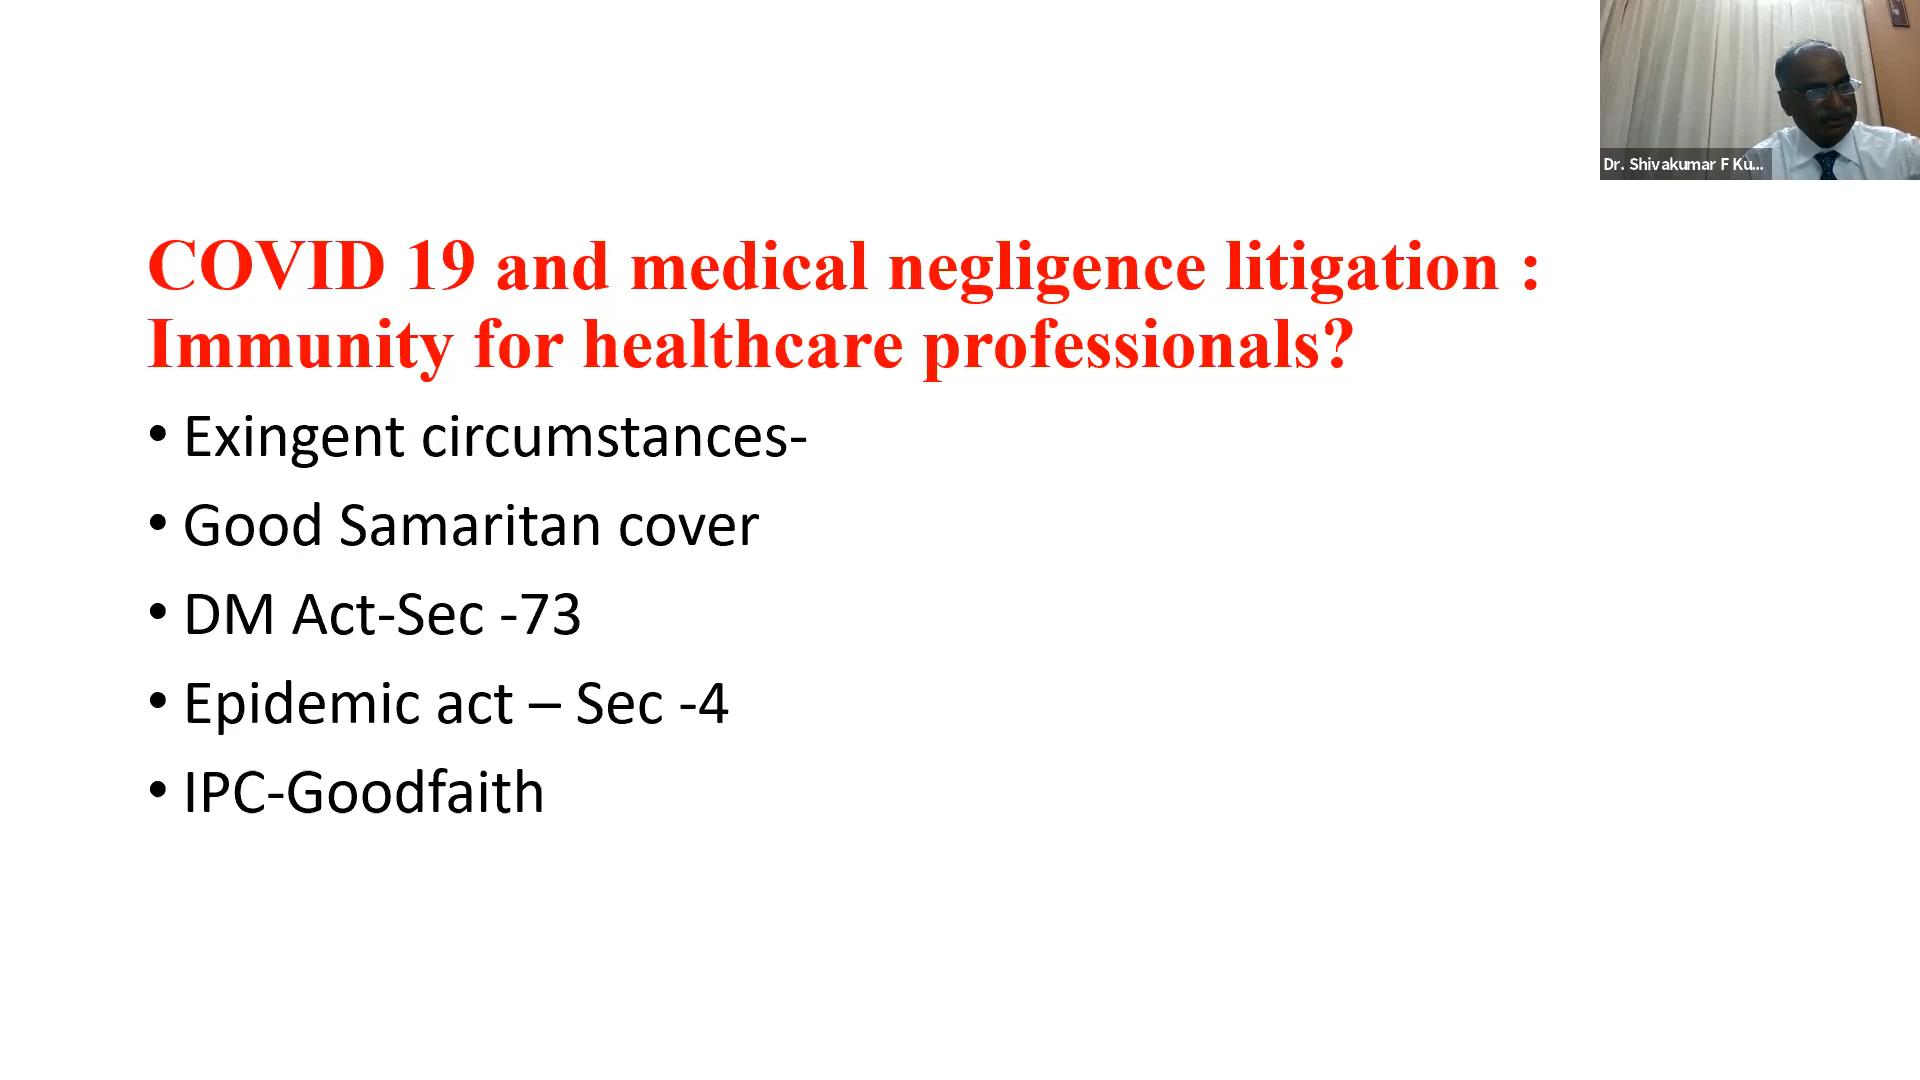 Dr. Shivakumar F Ku...
COVID 19 and medical negligence litigation :
Immunity for healthcare professionals?
• Exingent circumstances-
• Good Samaritan cover
• DM Act-Sec -73
• Epidemic act – Sec -4
• IPC-Goodfaith